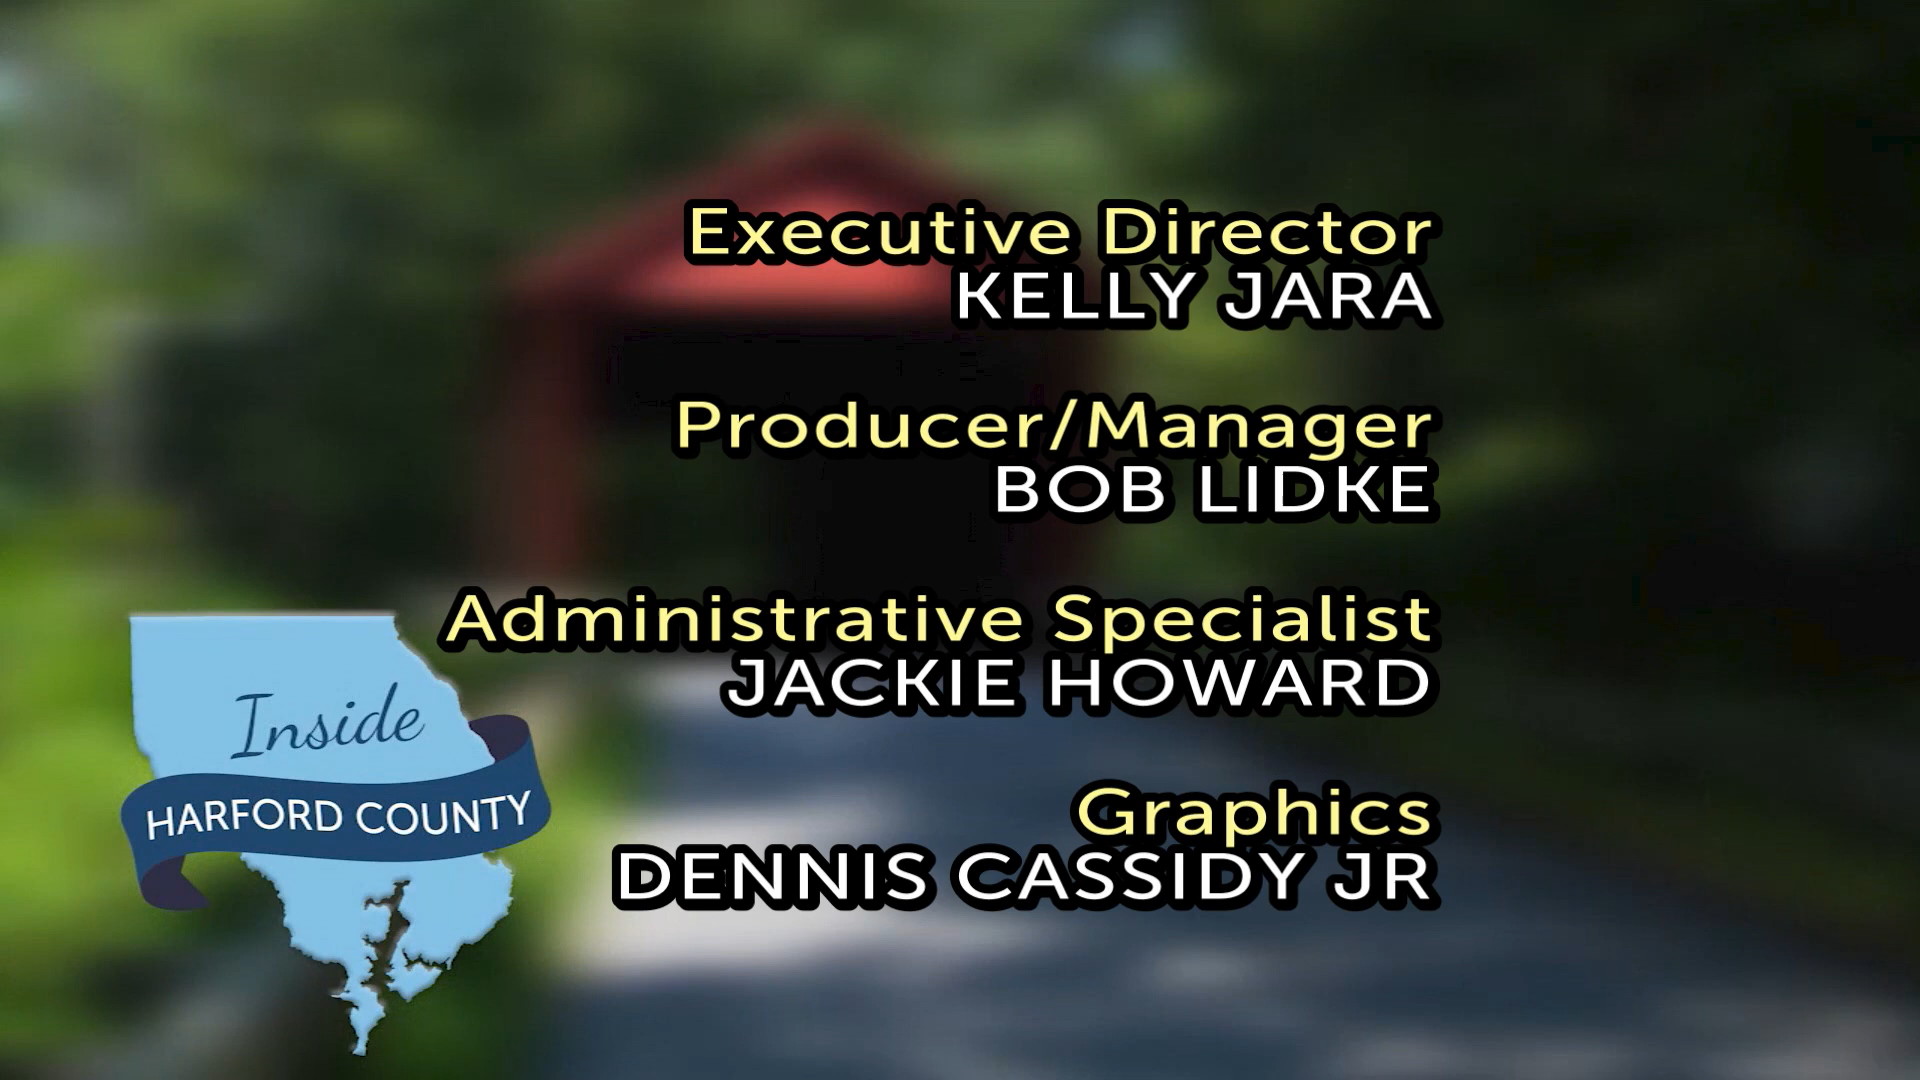 Executive Director
KELLY JARA
Producer/Manager
BOB LIDKE
Administrative Specialist
JACKIE HOWARD
Graphics
DENNIS CASSIDY JR
Inside
HARFORD COUNTY